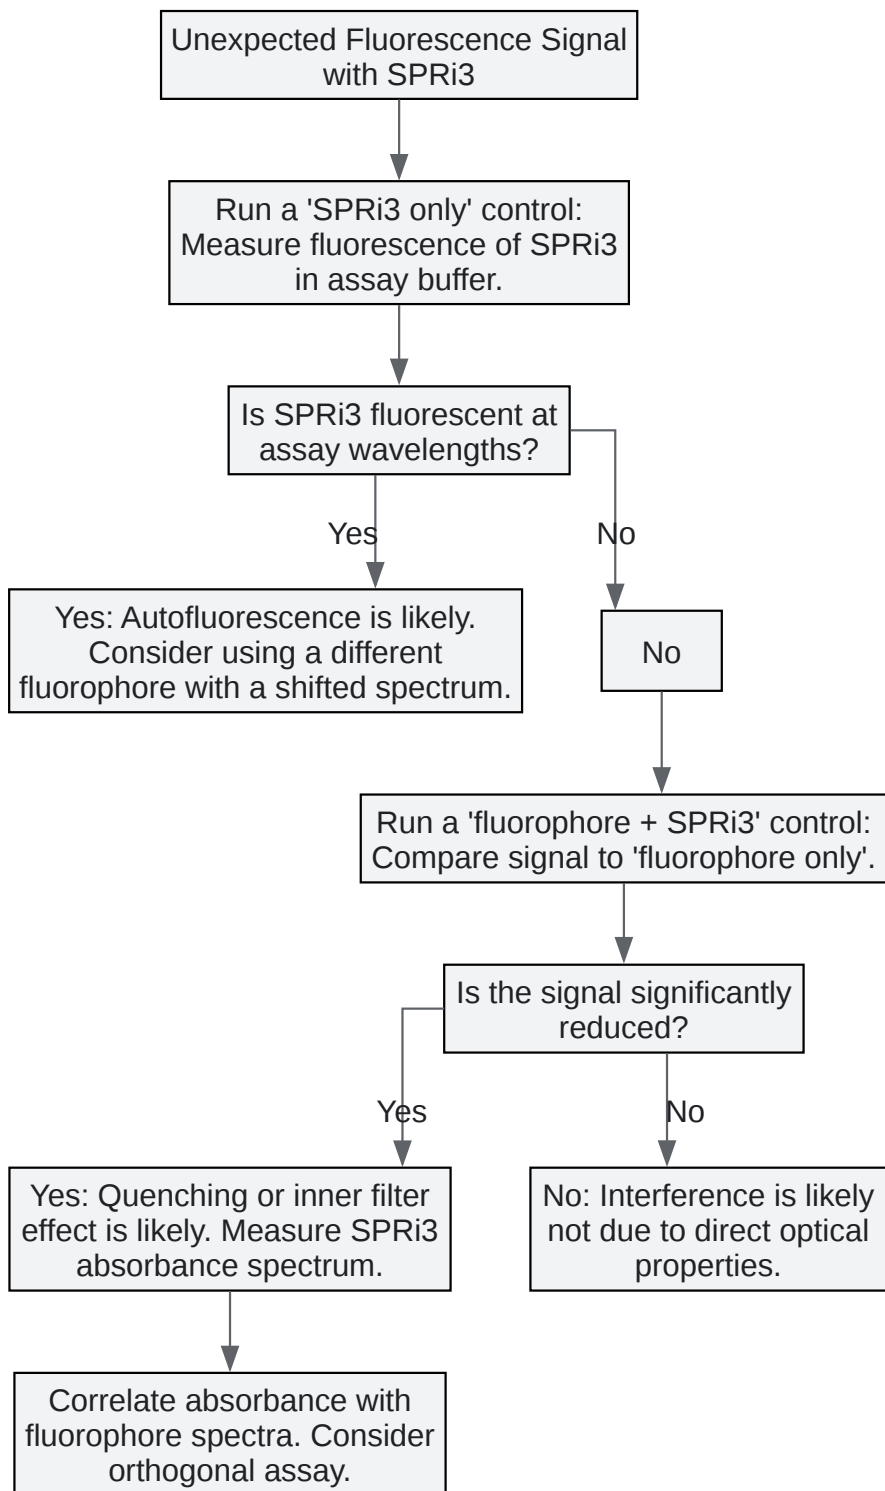 Unexpected Fluorescence Signal
with SPRi3
Run a 'SPRi3 only' control:
Measure fluorescence of SPRi3
in assay buffer.
Is SPRi3 fluorescent at
assay wavelengths?
Yes
No
Yes: Autofluorescence is likely.
Consider using a different
fluorophore with a shifted spectrum.
No
Run a 'fluorophore + SPRi3' control:
Compare signal to 'fluorophore only'.
Is the signal significantly
reduced?
Yes
No
Yes: Quenching or inner filter
effect is likely. Measure SPRi3
absorbance spectrum.
No: Interference is likely
not due to direct optical
properties.
Correlate absorbance with
fluorophore spectra. Consider
orthogonal assay.